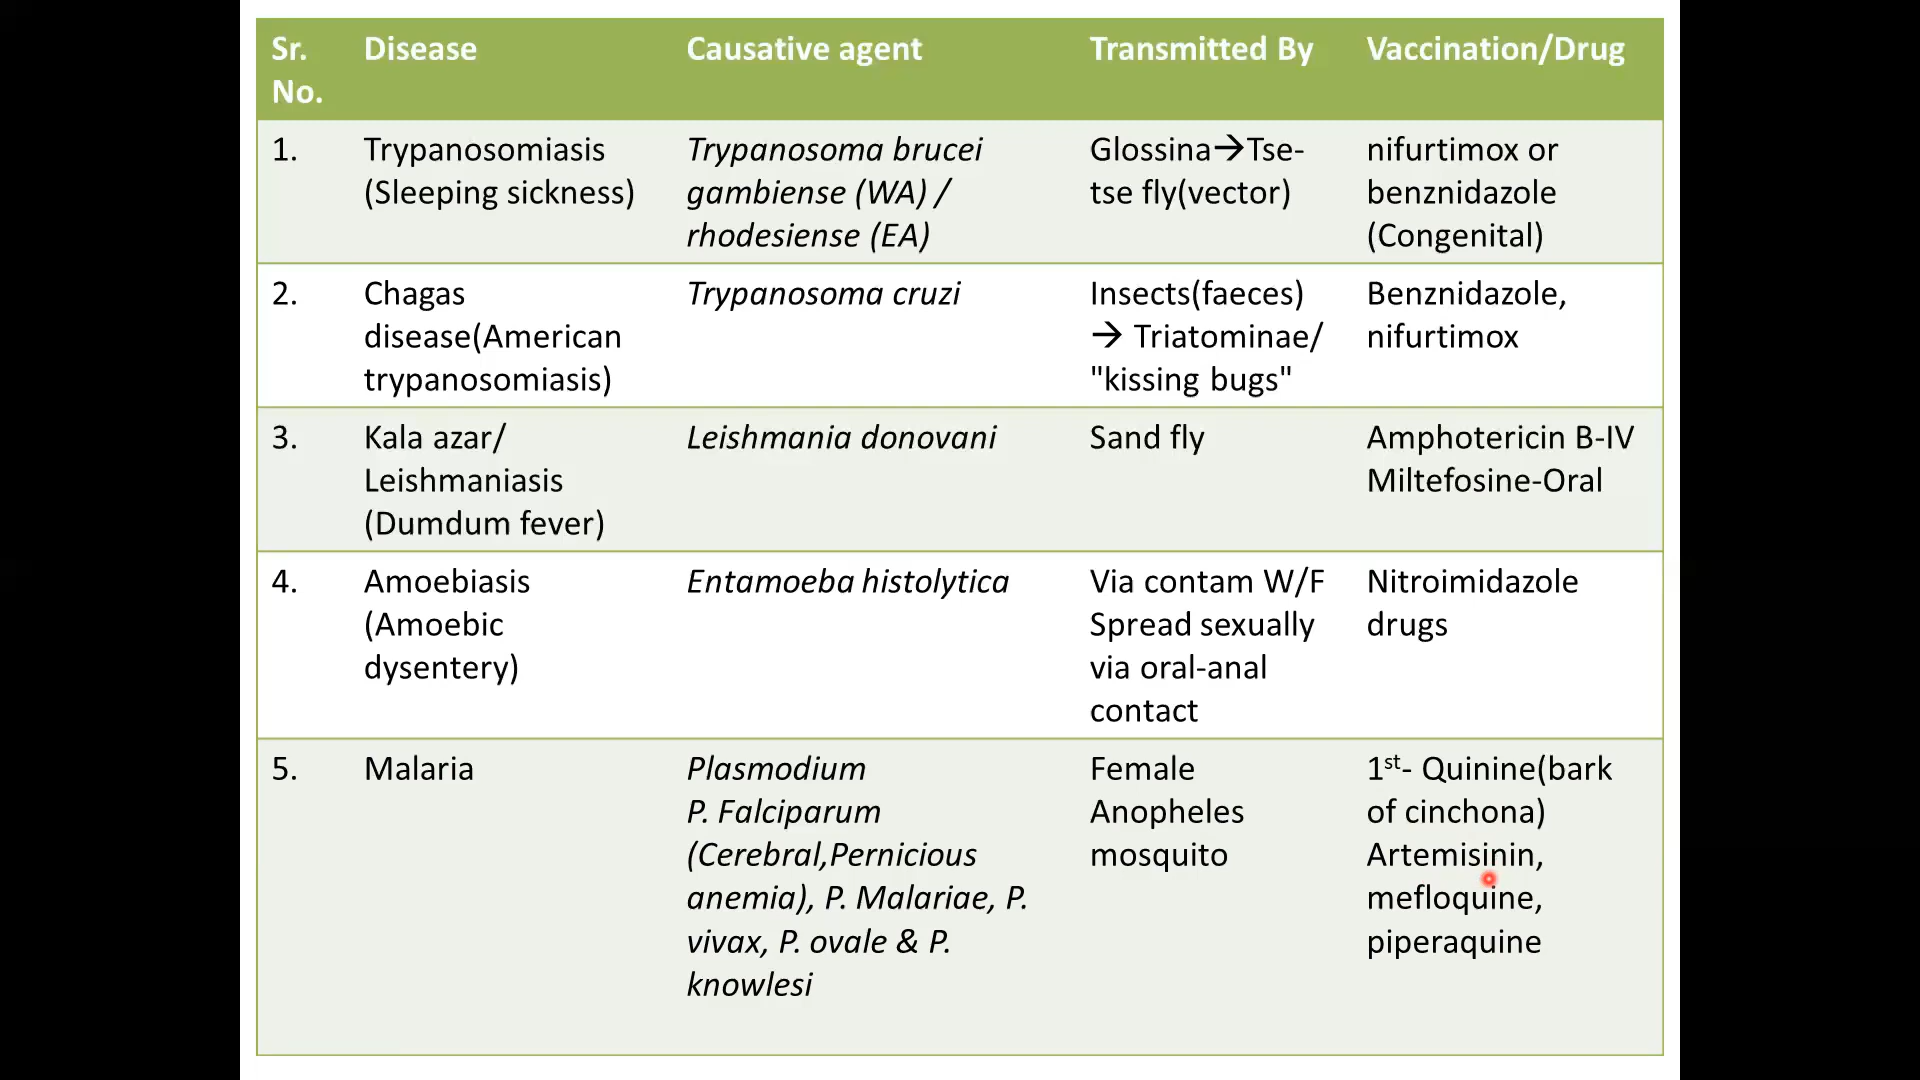 Sr. No. Disease Causative agent Transmitted By Vaccination/Drug
1.
Trypanosomiasis
(Sleeping sickness)
Trypanosoma brucei
gambiense (WA) /
rhodesiense (EA)
Glossina→Tse-
tse fly(vector)
nifurtimox or
benznidazole
(Congenital)
2.
Chagas
disease(American
trypanosomiasis)
Trypanosoma cruzi
Insects(faeces)
→ Triatominae/
"kissing bugs"
Benznidazole,
nifurtimox
3.
Kala azar/
Leishmaniasis
(Dumdum fever)
Leishmania donovani
Sand fly
Amphotericin B-IV
Miltefosine-Oral
4.
Amoebiasis
(Amoebic
dysentery)
Entamoeba histolytica
Via contam W/F
Spread sexually
via oral-anal
contact
Nitroimidazole
drugs
5.
Malaria
Plasmodium
P. Falciparum
(Cerebral,Pernicious
anemia), P. Malariae, P.
vivax, P. ovale & P.
knowlesi
Female
Anopheles
mosquito
1st- Quinine(bark
of cinchona)
Artemisinin,
mefloquine,
piperaquine